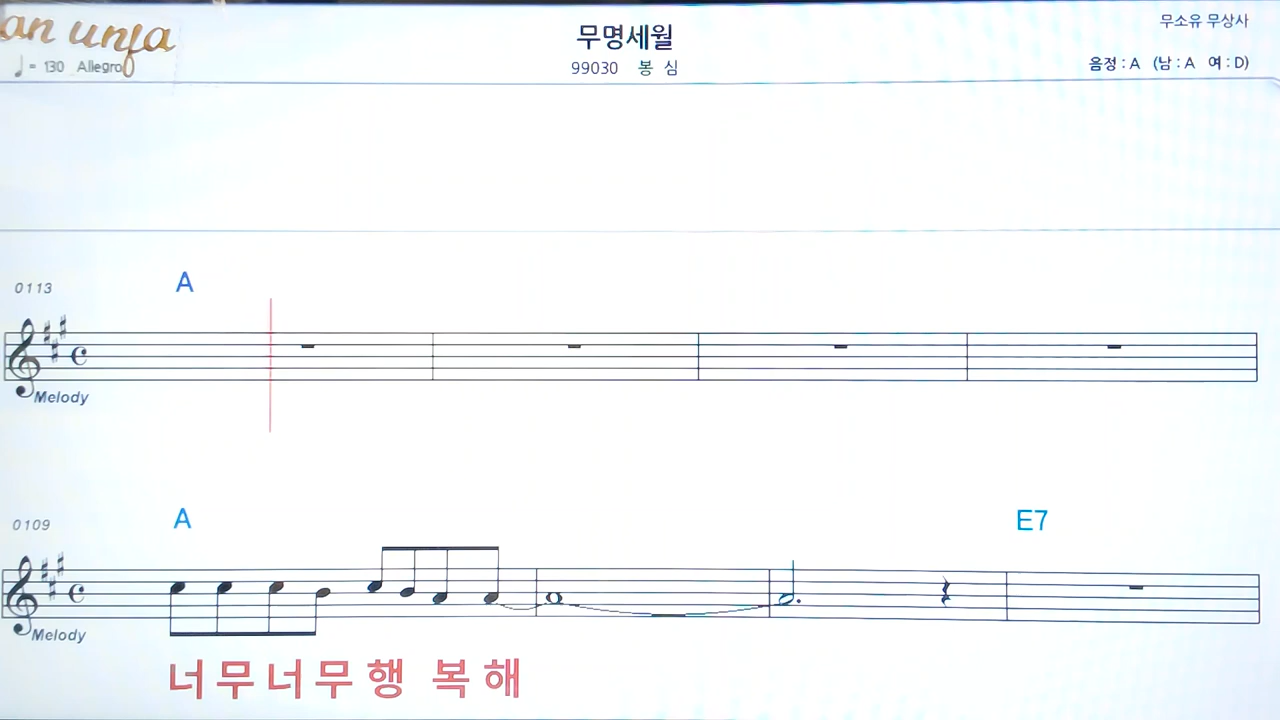 an unfa
무명세월
무소유 무상사
♩= 130 Allegro
99030 봉 심
음정 : A (남 : A 여 : D)
0113
A
Melody
0109
A
E7
Melody
너무너무행 복해